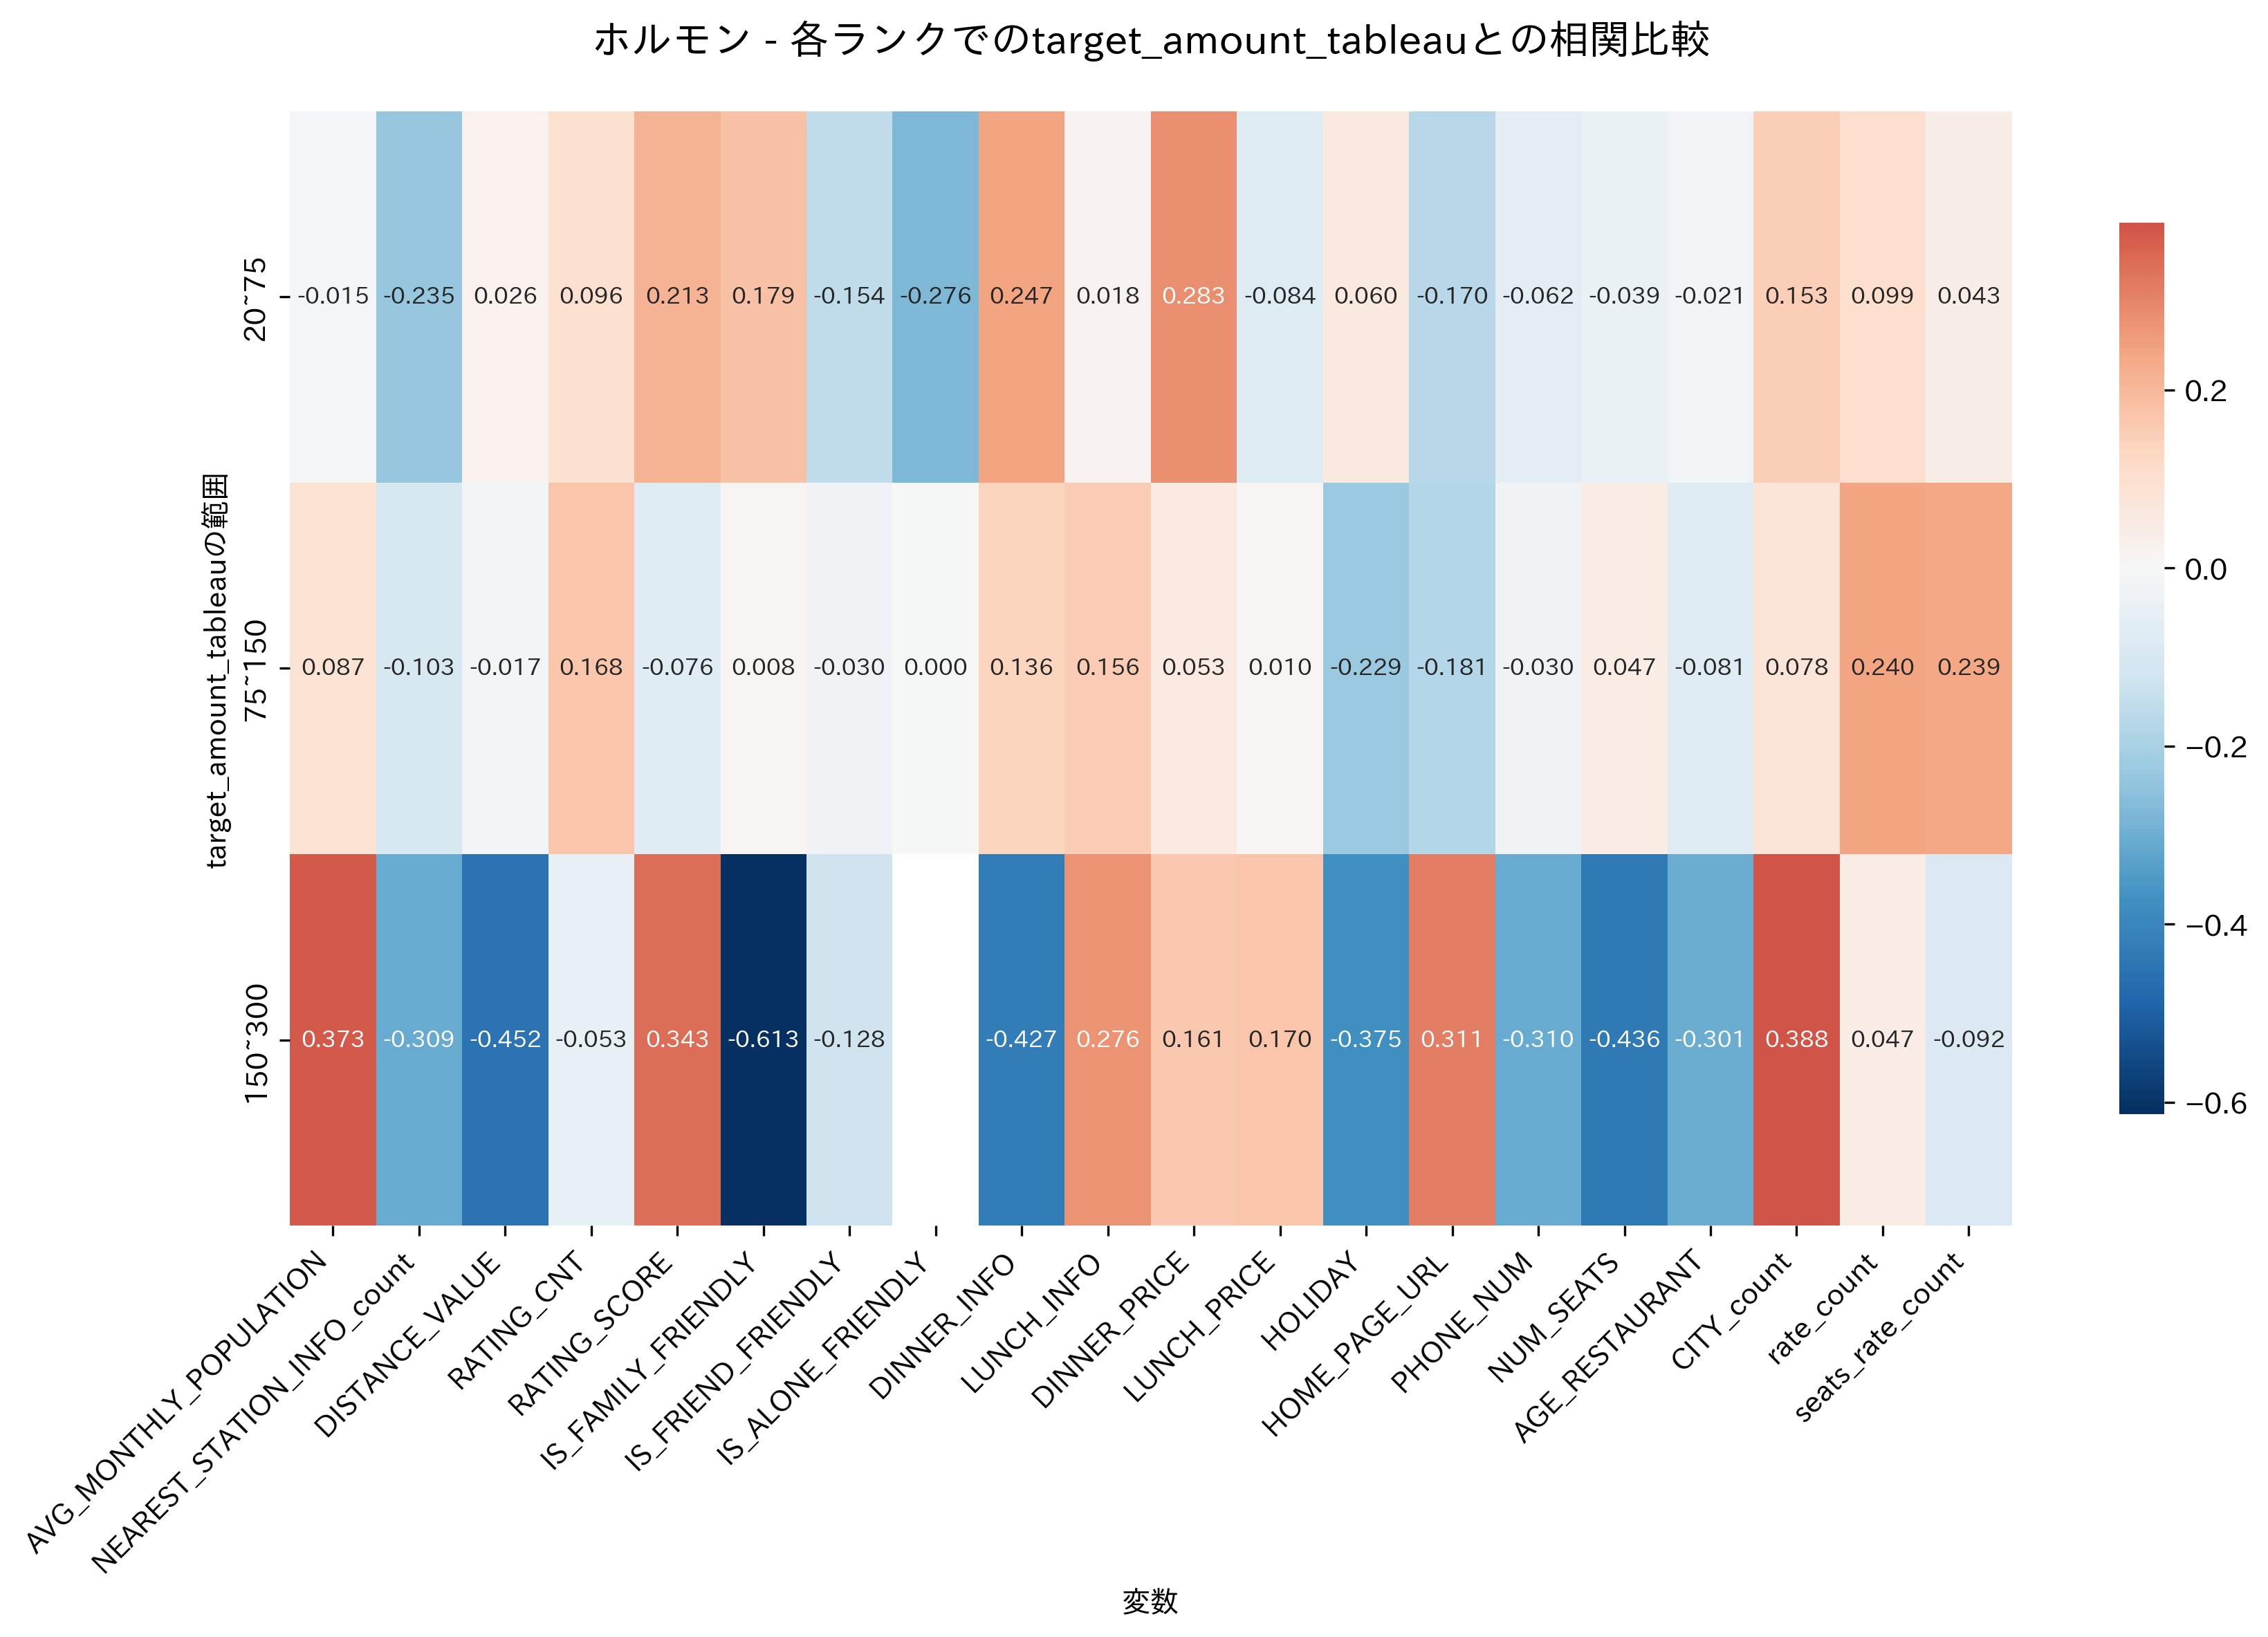 ホルモン - 各ランクでのtarget_amount_tableauとの相関比較
target_amount_tableauの範囲
20~75
-0.015 -0.235 0.026 0.096 0.213 0.179 -0.154 -0.276 0.247 0.018 0.283 -0.084 0.060 -0.170 -0.062 -0.039 -0.021 0.153 0.099 0.043
75~150
0.087 -0.103 -0.017 0.168 -0.076 0.008 -0.030 0.000 0.136 0.156 0.053 0.010 -0.229 -0.181 -0.030 0.047 -0.081 0.078 0.240 0.239
150~300
0.373 -0.309 -0.452 -0.053 0.343 -0.613 -0.128 -0.427 0.276 0.161 0.170 -0.375 0.311 -0.310 -0.436 -0.301 0.388 0.047 -0.092
AVG_MONTHLY_POPULATION
NEAREST_STATION_INFO_count
DISTANCE_VALUE
RATING_CNT
RATING_SCORE
IS_FAMILY_FRIENDLY
IS_FRIEND_FRIENDLY
IS_ALONE_FRIENDLY
DINNER_INFO
LUNCH_INFO
DINNER_PRICE
LUNCH_PRICE
HOLIDAY
HOME_PAGE_URL
PHONE_NUM
NUM_SEATS
AGE_RESTAURANT
CITY_count
rate_count
seats_rate_count
変数
0.2
0.0
−0.2
−0.4
−0.6